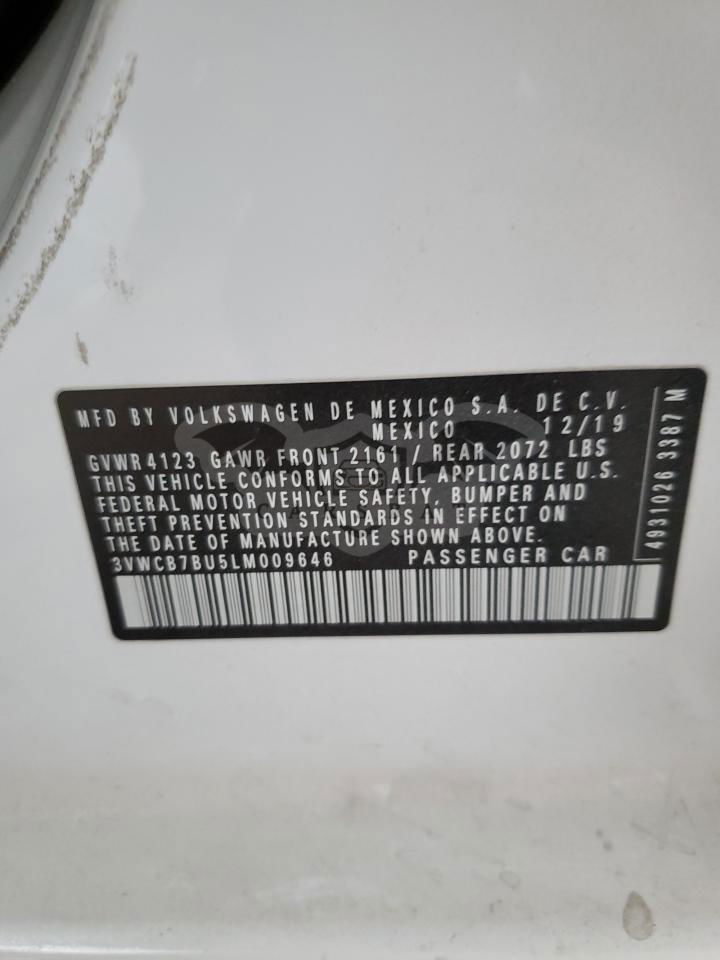 MFD BY VOLKSWAGEN DE MEXICO S.A. DE C.V.
MEXICO 12/19
GVWR 4123 GAWR FRONT 2161 / REAR 2072 LBS
THIS VEHICLE CONFORMS TO ALL APPLICABLE U.S.
FEDERAL MOTOR VEHICLE SAFETY, BUMPER AND
THEFT PREVENTION STANDARDS IN EFFECT ON
THE DATE OF MANUFACTURE SHOWN ABOVE.
3VWCB7BU5LM009646 PASSENGER CAR
4931026 3387 M